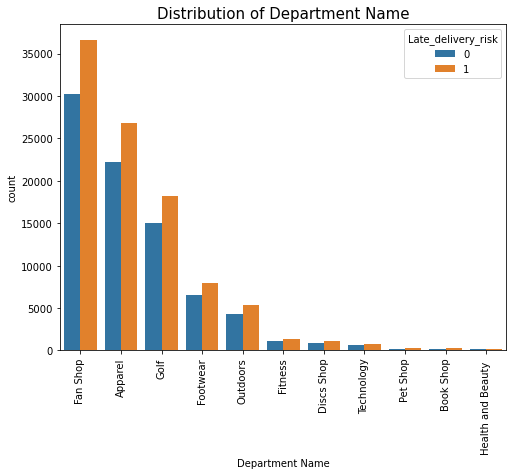 Distribution of Department Name
Late_delivery_risk
0
1
count
35000
30000
25000
20000
15000
10000
5000
0
Fan Shop
Apparel
Golf
Footwear
Outdoors
Fitness
Discs Shop
Technology
Pet Shop
Book Shop
Health and Beauty
Department Name